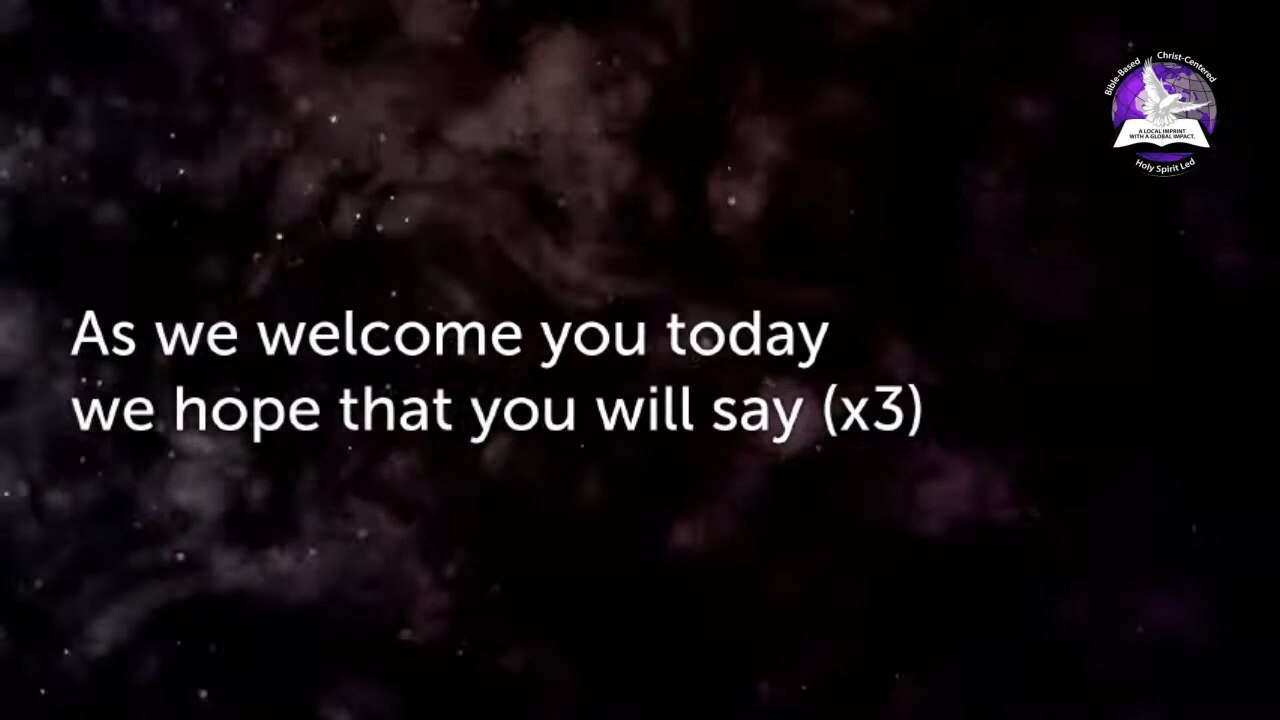 Bible-Based Christ-Centered
A LOCAL IMPRINT
WITH A GLOBAL IMPACT.
Holy Spirit Led
As we welcome you today
we hope that you will say (x3)